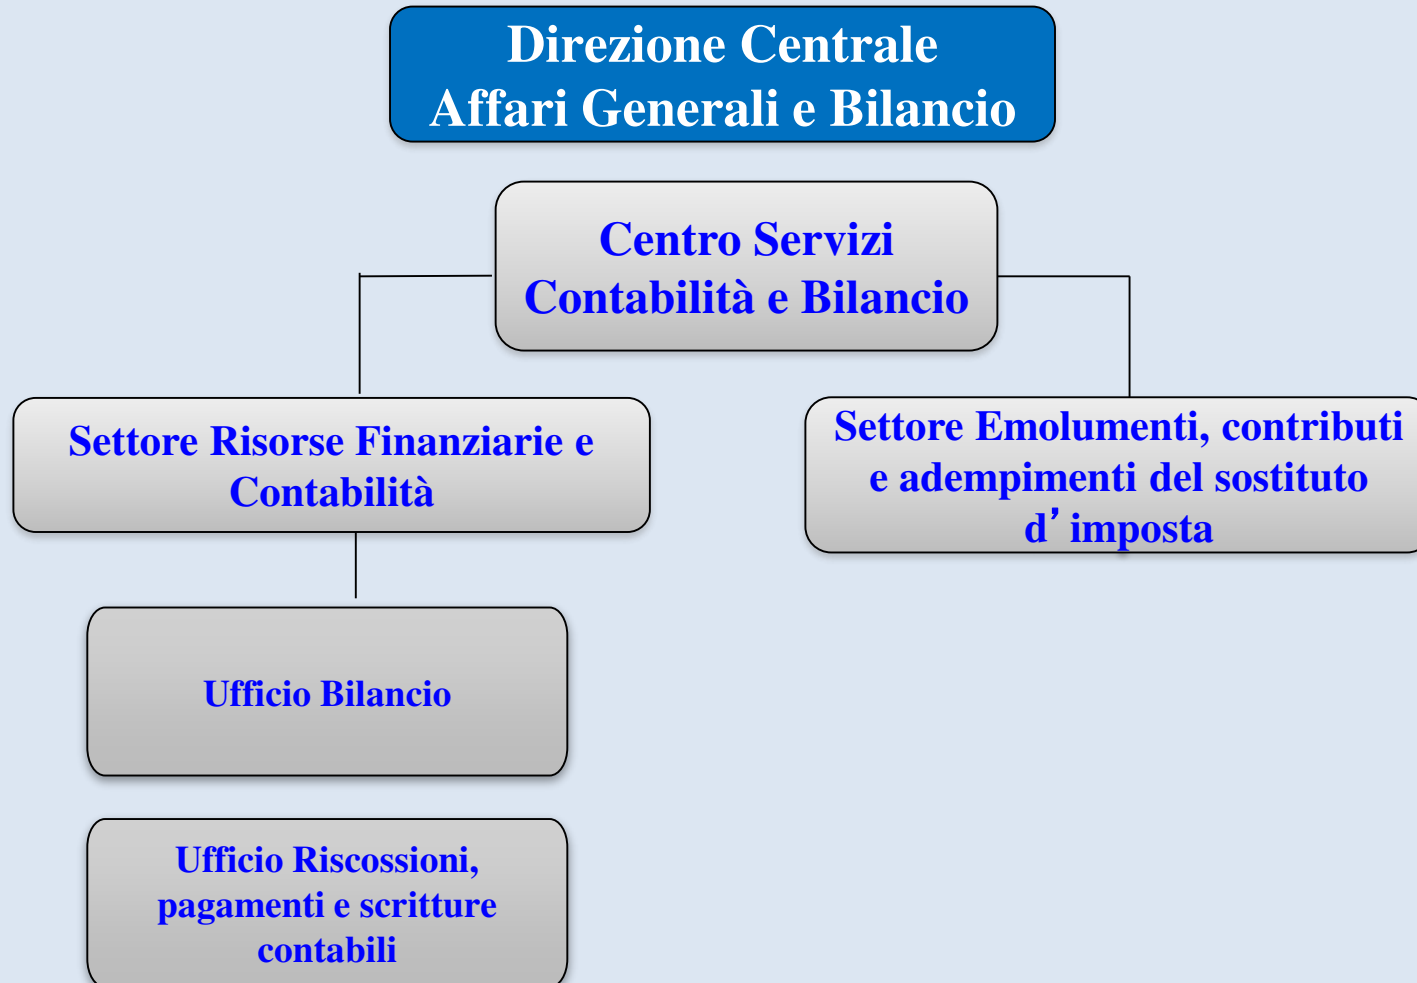 Direzione Centrale
Affari Generali e Bilancio
Centro Servizi
Contabilità e Bilancio
Settore Risorse Finanziarie e
Contabilità
Settore Emolumenti, contributi
e adempimenti del sostituto
d’ imposta
Ufficio Bilancio
Ufficio Riscossioni,
pagamenti e scritture
contabili